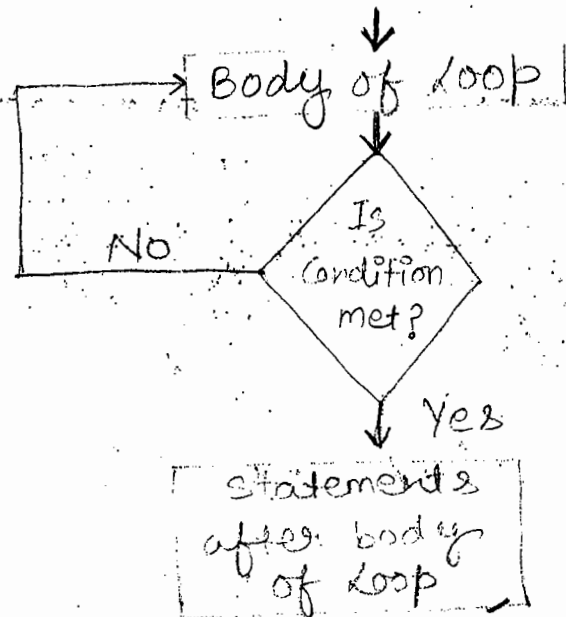 Body of Loop
Is
Condition
met?
No
Yes
statements
after body
of Loop